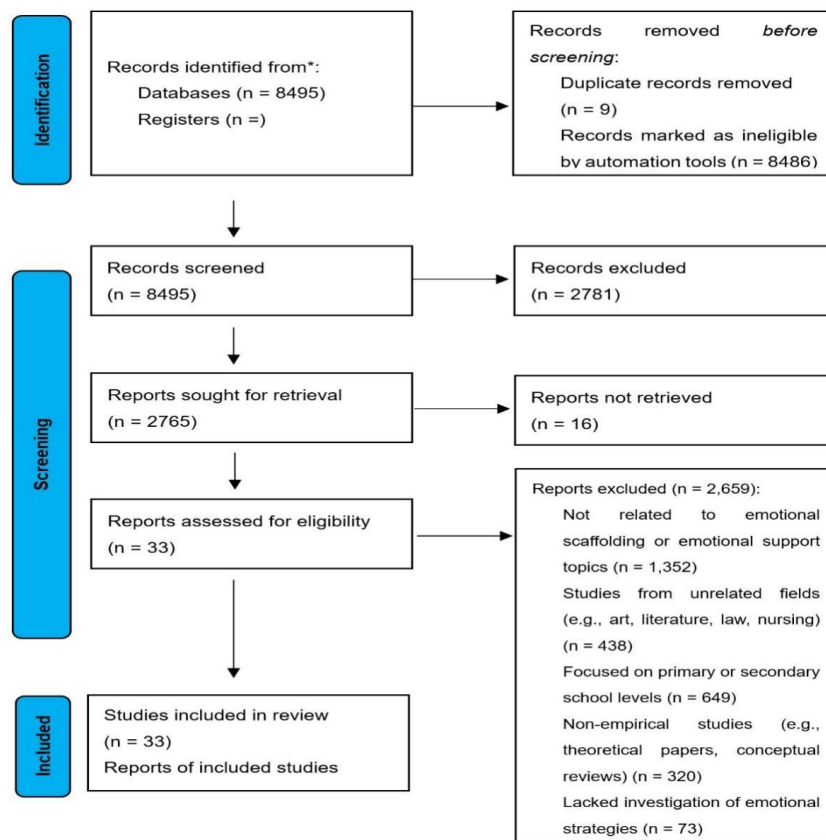 Identification
Records identified from*:
Databases (n = 8495)
Registers (n =)
Records removed before
screening:
Duplicate records removed
(n = 9)
Records marked as ineligible
by automation tools (n = 8486)
Screening
Records screened
(n = 8495)
Records excluded
(n = 2781)
Reports sought for retrieval
(n = 2765)
Reports not retrieved
(n = 16)
Reports assessed for eligibility
(n = 33)
Reports excluded (n = 2,659):
Not related to emotional
scaffolding or emotional support
topics (n = 1,352)
Studies from unrelated fields
(e.g., art, literature, law, nursing)
(n = 438)
Focused on primary or secondary
school levels (n = 649)
Non-empirical studies (e.g.,
theoretical papers, conceptual
reviews) (n = 320)
Lacked investigation of emotional
strategies (n = 73)
Included
Studies included in review
(n = 33)
Reports of included studies